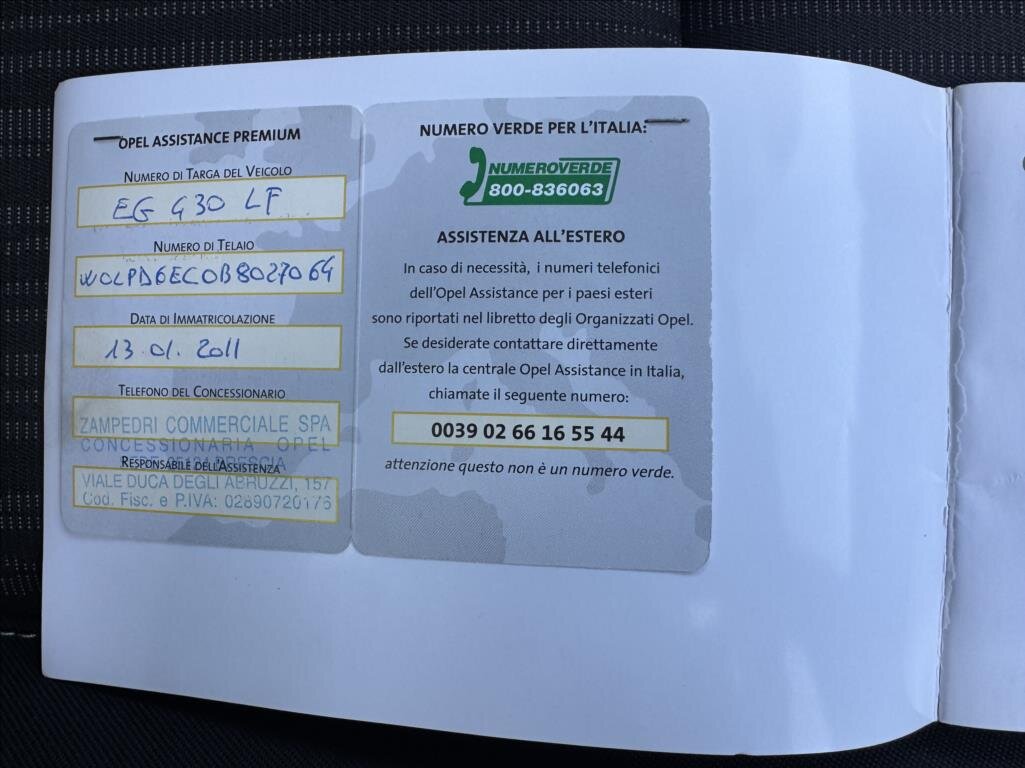 OPEL ASSISTANCE PREMIUM
NUMERO DI TARGA DEL VEICOLO
EG 430 LF
NUMERO DI TELAIO
W0LPD6EC0B8027064
DATA DI IMMATRICOLAZIONE
13.01.2011
TELEFONO DEL CONCESSIONARIO
ZAMPEDRI COMMERCIALE SPA
CONCESSIONARIA OPEL
BRESCIA
RESPONSABILE DELL'ASSISTENZA
VIALE DUCA DEGLI ABRUZZI, 157
Cod. Fisc. e P.IVA: 02890720176
NUMERO VERDE PER L'ITALIA:
NUMEROVERDE
800-836063
ASSISTENZA ALL'ESTERO
In caso di necessità, i numeri telefonici
dell'Opel Assistance per i paesi esteri
sono riportati nel libretto degli Organizzati Opel.
Se desiderate contattare direttamente
dall'estero la centrale Opel Assistance in Italia,
chiamate il seguente numero:
0039 02 66 16 55 44
attenzione questo non è un numero verde.